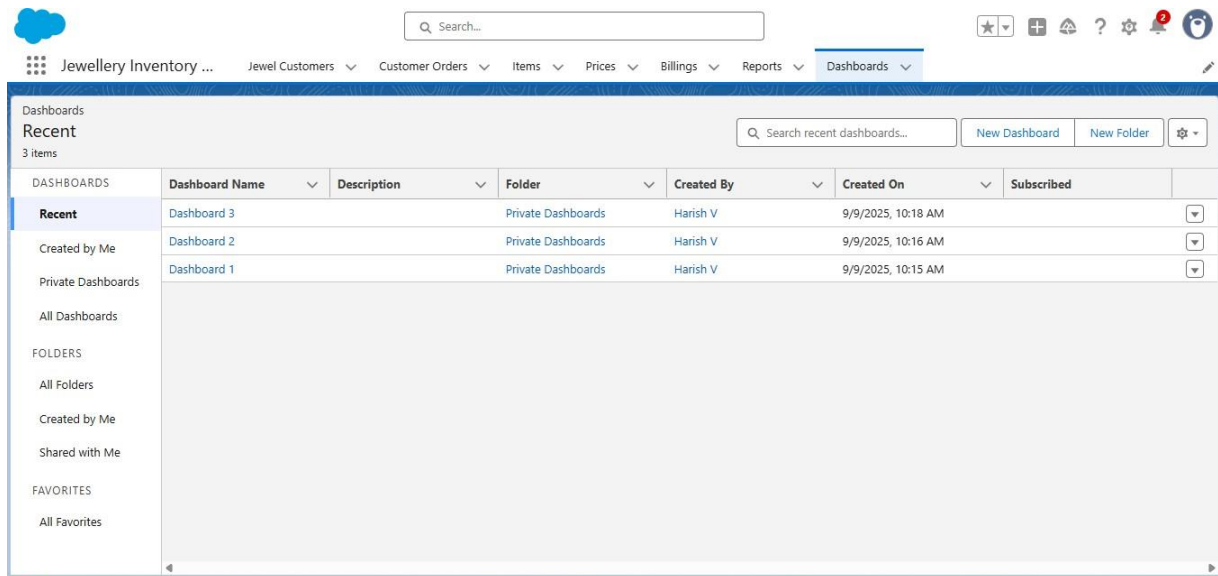 Search...
2
Jewellery Inventory ... Jewel Customers Customer Orders Items Prices Billings Reports Dashboards
Dashboards
Recent
3 items
Search recent dashboards... New Dashboard New Folder
DASHBOARDS
Recent
Created by Me
Private Dashboards
All Dashboards
FOLDERS
All Folders
Created by Me
Shared with Me
FAVORITES
All Favorites
Dashboard Name Description Folder Created By Created On Subscribed
Dashboard 3 Private Dashboards Harish V 9/9/2025, 10:18 AM
Dashboard 2 Private Dashboards Harish V 9/9/2025, 10:16 AM
Dashboard 1 Private Dashboards Harish V 9/9/2025, 10:15 AM